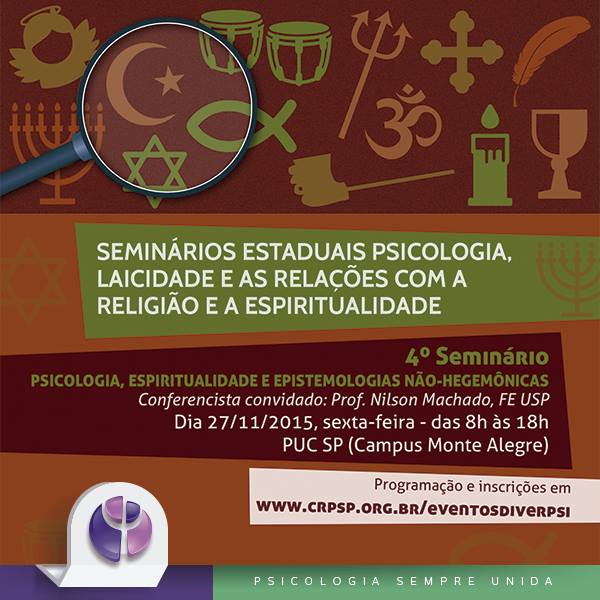 SEMINÁRIOS ESTADUAIS PSICOLOGIA,
LAICIDADE E AS RELAÇÕES COM A
RELIGIÃO E A ESPIRITUALIDADE
4º Seminário
PSICOLOGIA, ESPIRITUALIDADE E EPISTEMOLOGIAS NÃO-HEGEMÔNICAS
Conferencista convidado: Prof. Nilson Machado, FE USP
Dia 27/11/2015, sexta-feira - das 8h às 18h
PUC SP (Campus Monte Alegre)
Programação e inscrições em
WWW.CRPSP.ORG.BR/EVENTOSDIVERPSI
PSICOLOGIA SEMPRE UNIDA